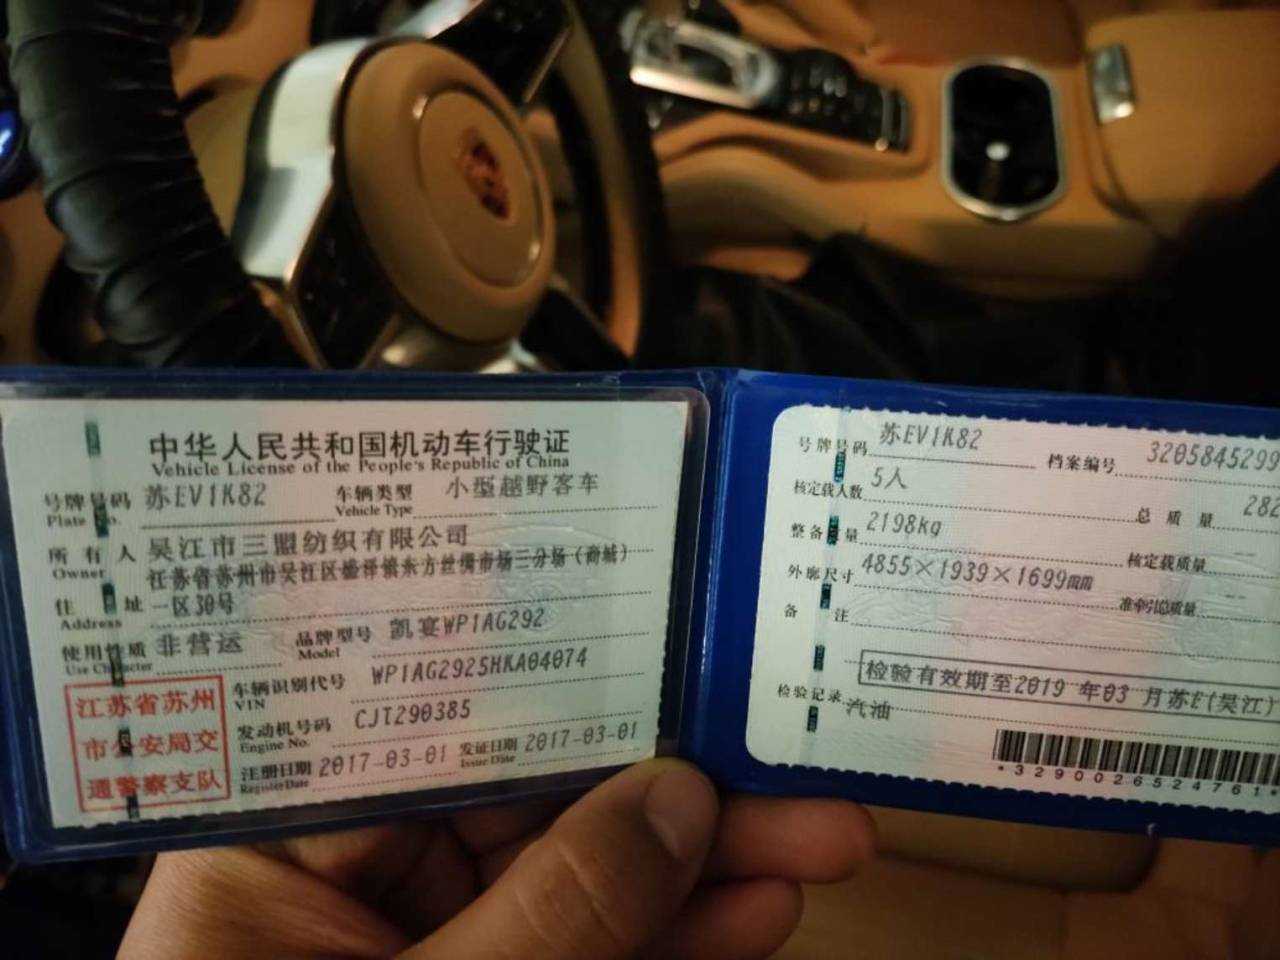 中华人民共和国机动车行驶证
Vehicle License of the People's Republic of China
号牌号码 苏EV1K82 车辆类型 小型越野客车
Plate No. Vehicle Type
所有人 吴江市三盟纺织有限公司
Owner
住址 江苏省苏州市吴江区盛泽镇东方丝绸市场三分场(商城)
一区30号
Address
使用性质 非营运 品牌型号 凯宴WP1AG292
Use Character Model
车辆识别代号 WP1AG2925HKA04074
VIN
发动机号码 CJT290385
Engine No.
注册日期 2017-03-01 发证日期 2017-03-01
Register Date Issue Date
江苏省苏州
市公安局交
通警察支队
号牌号码 苏EV1K82 档案编号 3205845299
核定载人数 5人 总质量 282
整备质量 2198kg 核定载质量 --
外廓尺寸 4855×1939×1699mm 准牵引总质量 --
备注
检验有效期至2019年03月苏E(吴江)
检验记录 汽油
*3290026524761*